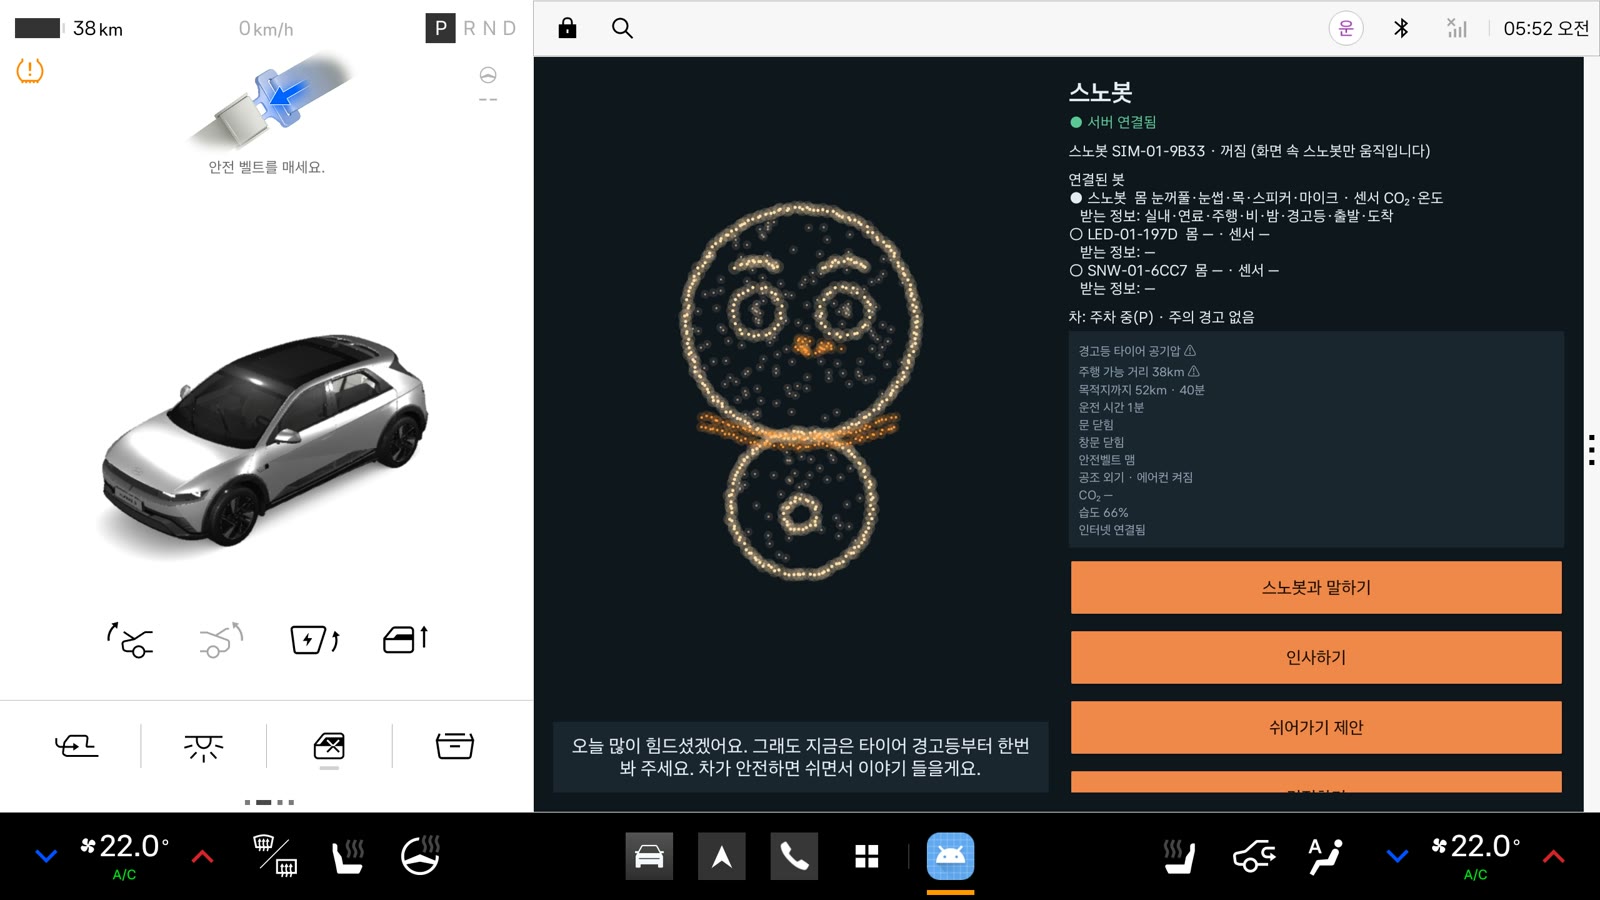 38 km
0 km/h
P R N D
안전 벨트를 매세요.
운
05:52 오전
스노봇
서버 연결됨
스노봇 SIM-01-9B33 · 꺼짐 (화면 속 스노봇만 움직입니다)
연결된 봇
● 스노봇 몸 눈꺼풀·눈썹·목·스피커·마이크 · 센서 CO₂·온도
받는 정보: 실내·연료·주행·비·밤·경고등·출발·도착
○ LED-01-197D 몸 — · 센서 —
받는 정보: —
○ SNW-01-6CC7 몸 — · 센서 —
받는 정보: —
차: 주차 중(P) · 주의 경고 없음
경고등 타이어 공기압 ⚠
주행 가능 거리 38km ⚠
목적지까지 52km · 40분
운전 시간 1분
문 닫힘
창문 닫힘
안전벨트 맴
공조 외기 · 에어컨 켜짐
CO₂ —
습도 66%
인터넷 연결됨
스노봇과 말하기
인사하기
쉬어가기 제안
오늘 많이 힘드셨겠어요. 그래도 지금은 타이어 경고등부터 한번
봐 주세요. 차가 안전하면 쉬면서 이야기 들을게요.
22.0°
A/C
A
22.0°
A/C